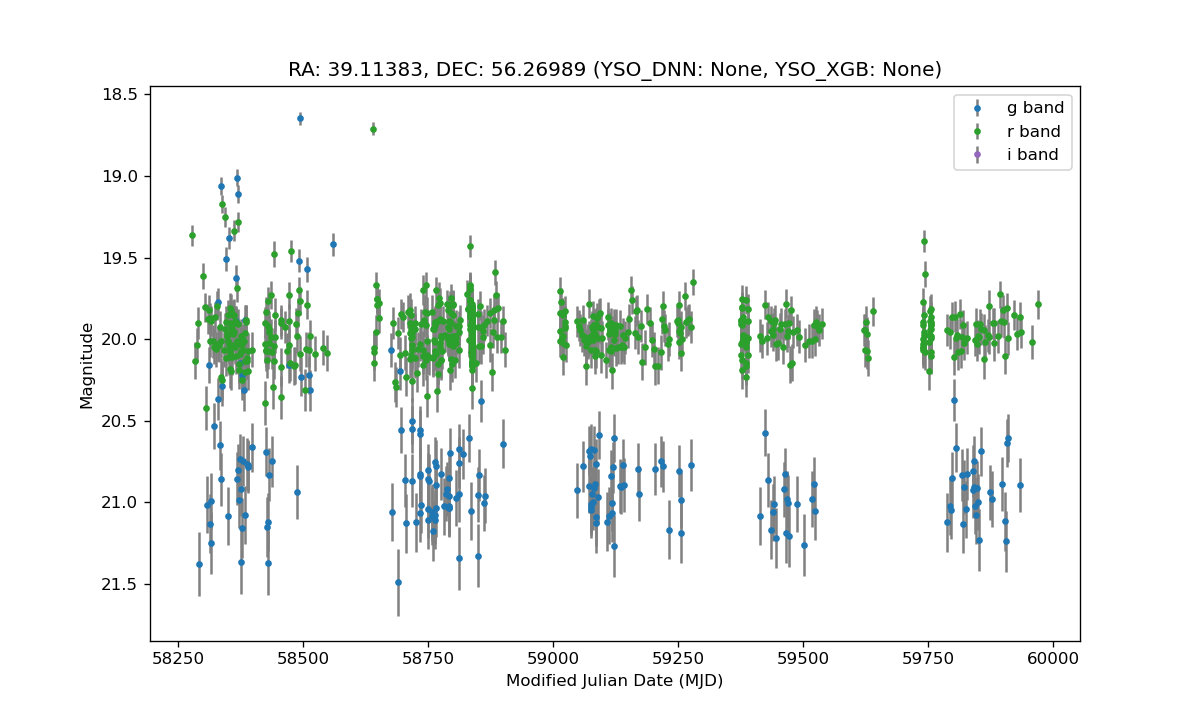 RA: 39.11383, DEC: 56.26989 (YSO_DNN: None, YSO_XGB: None)
g band
r band
i band
18.5
19.0
19.5
20.0
20.5
21.0
21.5
Magnitude
58250
58500
58750
59000
59250
59500
59750
60000
Modified Julian Date (MJD)